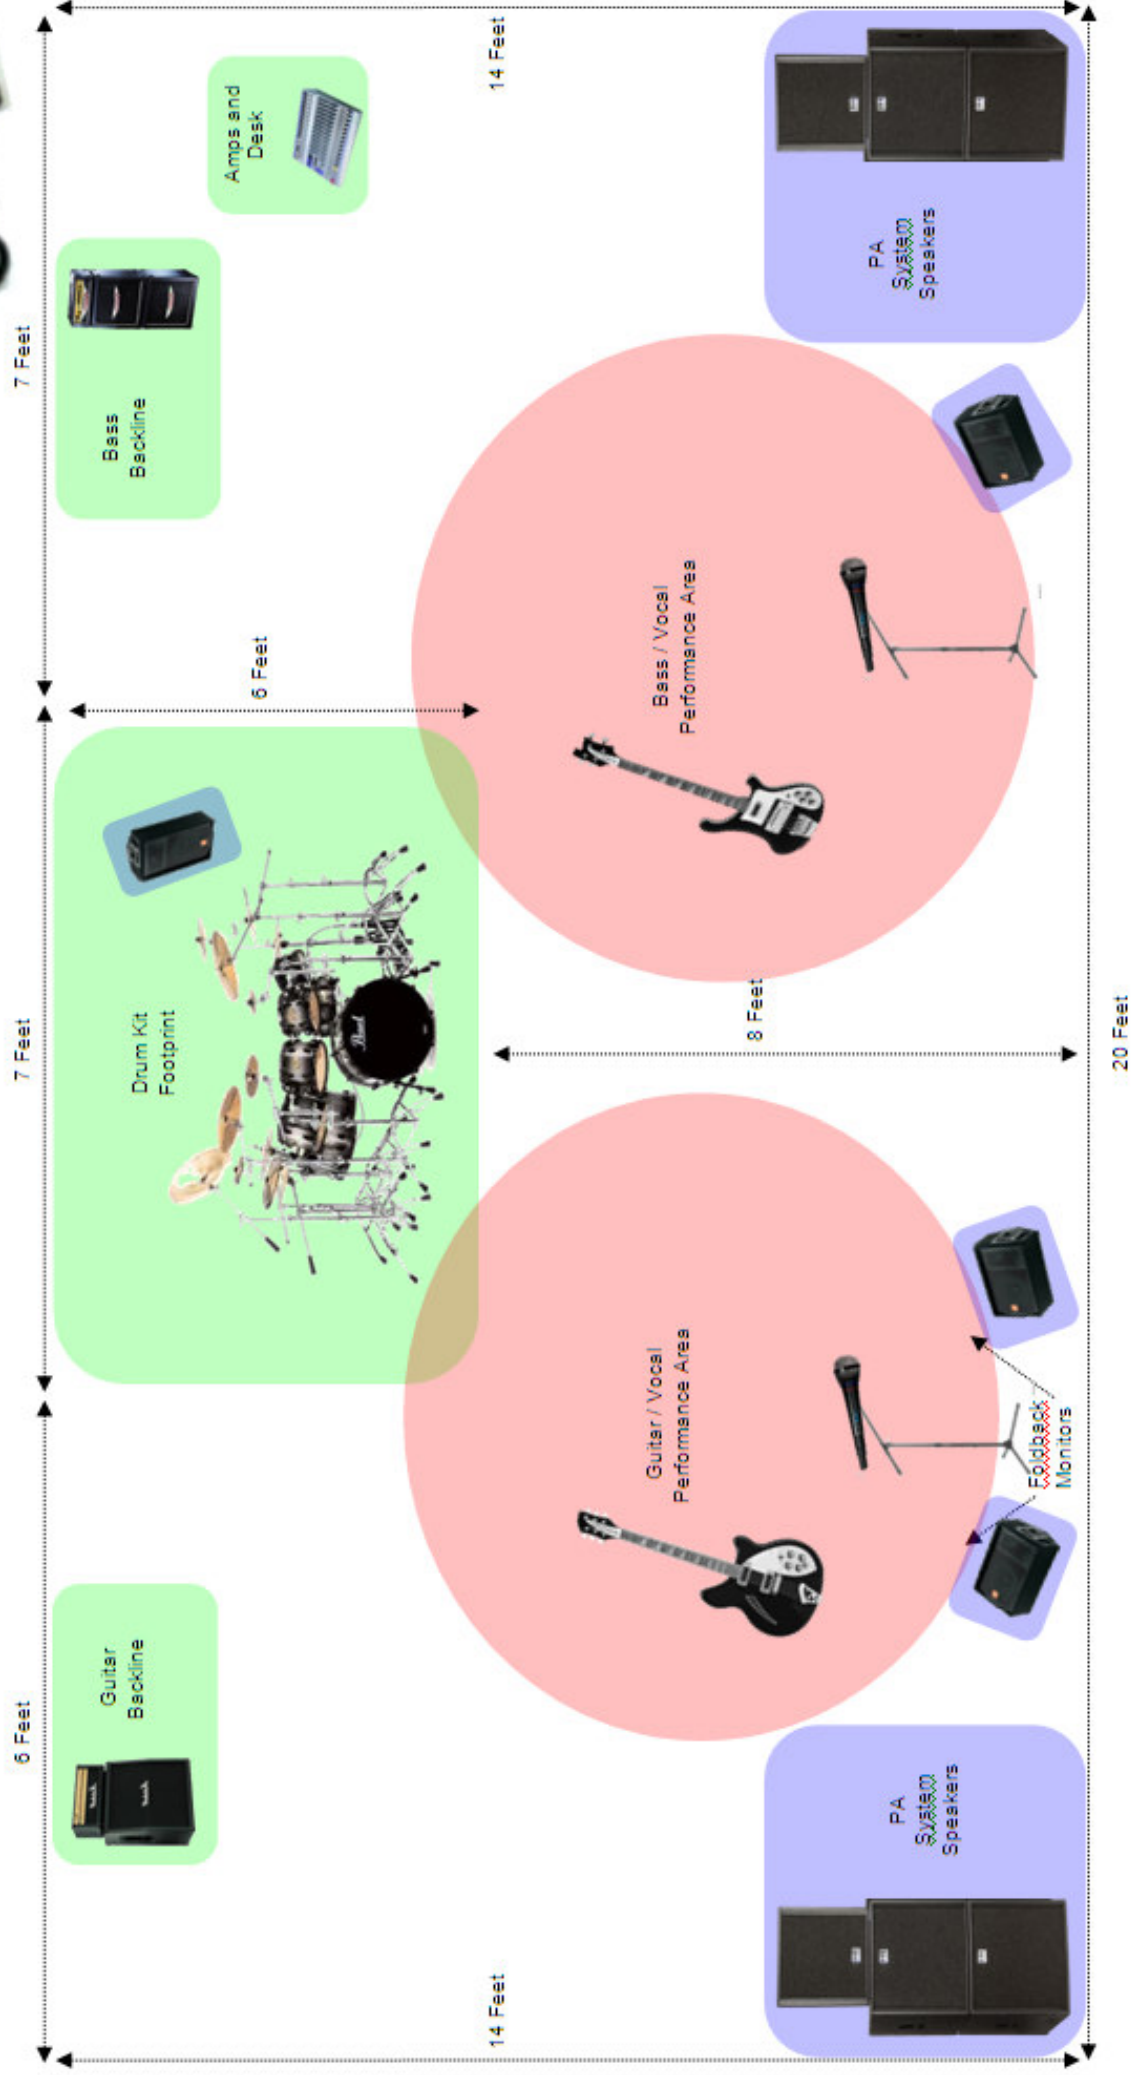 6 Feet
7 Feet
7 Feet
Guitar
Backline
Drum Kit
Footprint
Bass
Backline
Amps and
Desk
6 Feet
Pearl
14 Feet
14 Feet
Guitar / Vocal
Performance Area
Bass / Vocal
Performance Area
8 Feet
PA
System
Speakers
PA
System
Speakers
Foldback
Monitors
20 Feet